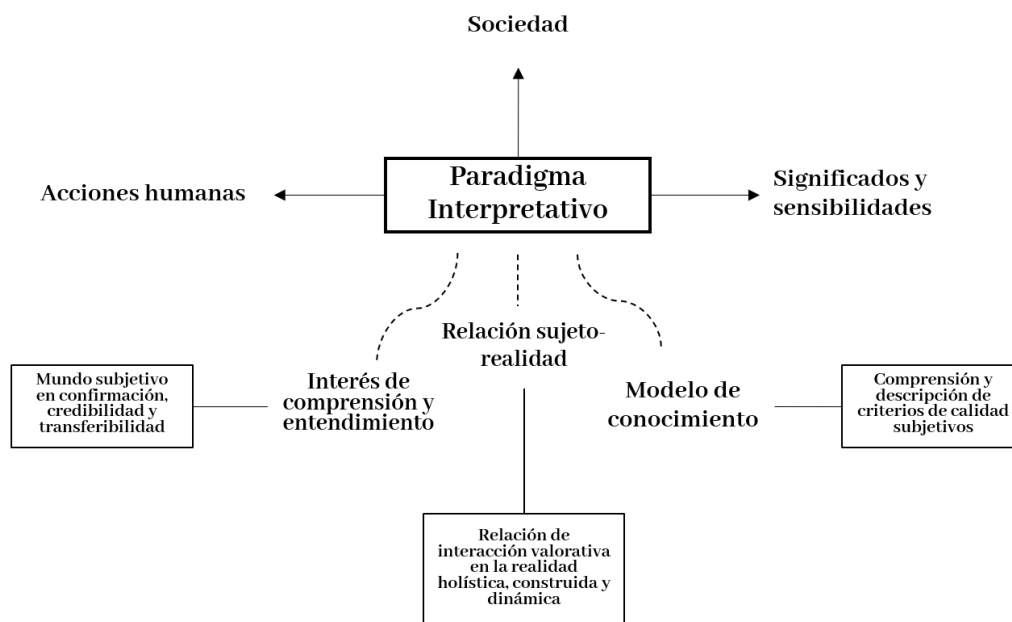 Sociedad
Paradigma
Interpretativo
Acciones humanas
Significados y
sensibilidades
Relación sujeto-
realidad
Interés de
comprensión y
entendimiento
Modelo de
conocimiento
Mundo subjetivo
en confirmación,
credibilidad y
transferibilidad
Comprensión y
descripción de
criterios de calidad
subjetivos
Relación de
interacción valorativa
en la realidad
holística, construida y
dinámica